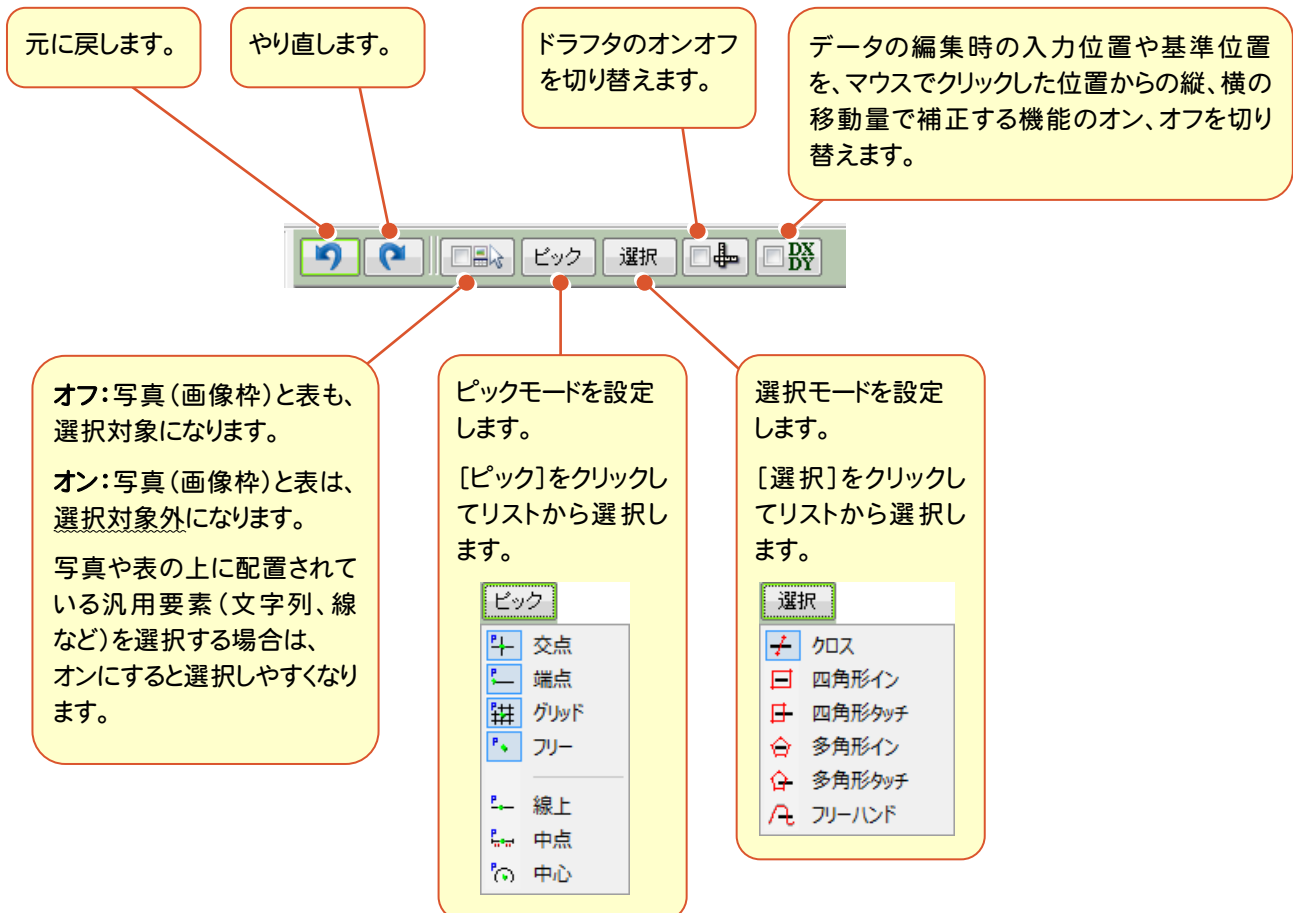 元に戻します。
やり直します。
ドラフタのオンオフ
を切り替えます。
データの編集時の入力位置や基準位置
を、マウスでクリックした位置からの縦、横の
移動量で補正する機能のオン、オフを切り
替えます。
ピック
選択
DX
DY
オフ：写真（画像枠）と表も、
選択対象になります。
オン：写真（画像枠）と表は、
選択対象外になります。
写真や表の上に配置されて
いる汎用要素（文字列、線
など）を選択する場合は、
オンにすると選択しやすくなり
ます。
ピックモードを設定
します。
［ピック］をクリックし
てリストから選択し
ます。
ピック
交点
端点
グリッド
フリー
線上
中点
中心
選択モードを設定
します。
［選択］をクリックし
てリストから選択し
ます。
選択
クロス
四角形イン
四角形タッチ
多角形イン
多角形タッチ
フリーハンド